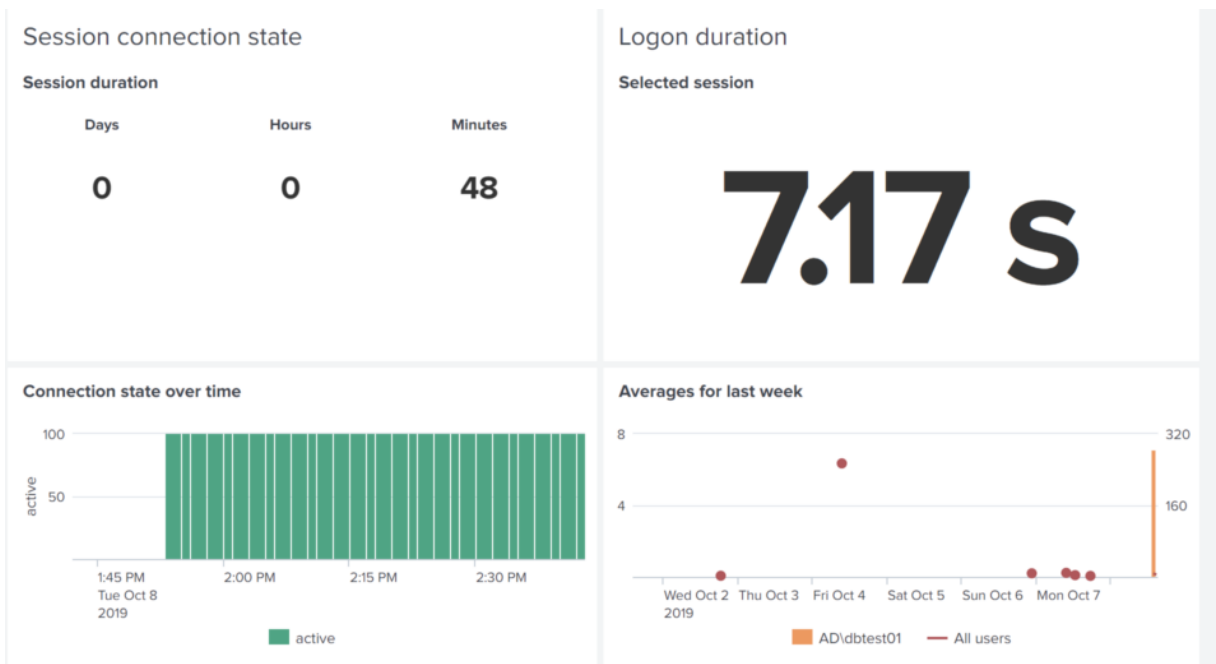 Session connection state
Session duration
Days Hours Minutes
0 0 48
Logon duration
Selected session
7.17 s
Connection state over time
100
50
active
1:45 PM 2:00 PM 2:15 PM 2:30 PM
Tue Oct 8
2019
active
Averages for last week
8 320
4 160
Wed Oct 2 Thu Oct 3 Fri Oct 4 Sat Oct 5 Sun Oct 6 Mon Oct 7
2019
AD\dbtest01 All users